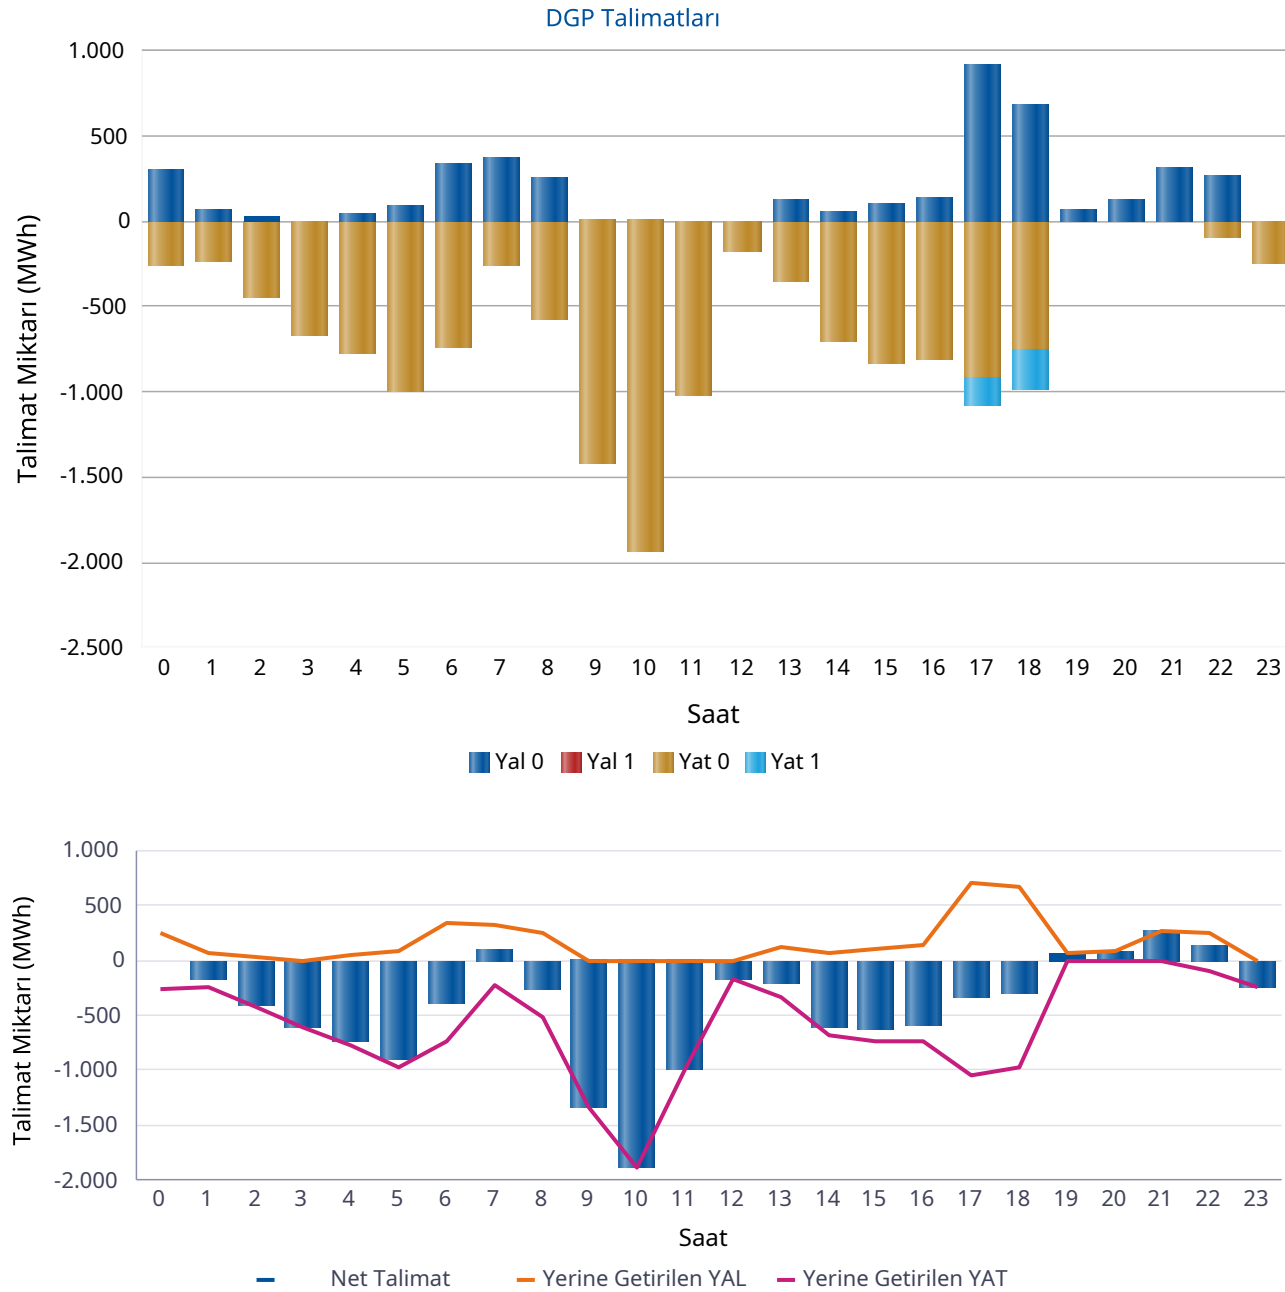 DGP Talimatları
1.000
500
0
-500
-1.000
-1.500
-2.000
-2.500
Talimat Miktarı (MWh)
0 1 2 3 4 5 6 7 8 9 10 11 12 13 14 15 16 17 18 19 20 21 22 23
Saat
Yal 0 Yal 1 Yat 0 Yat 1
1.000
500
0
-500
-1.000
-1.500
-2.000
Talimat Miktarı (MWh)
0 1 2 3 4 5 6 7 8 9 10 11 12 13 14 15 16 17 18 19 20 21 22 23
Saat
Net Talimat Yerine Getirilen YAL Yerine Getirilen YAT